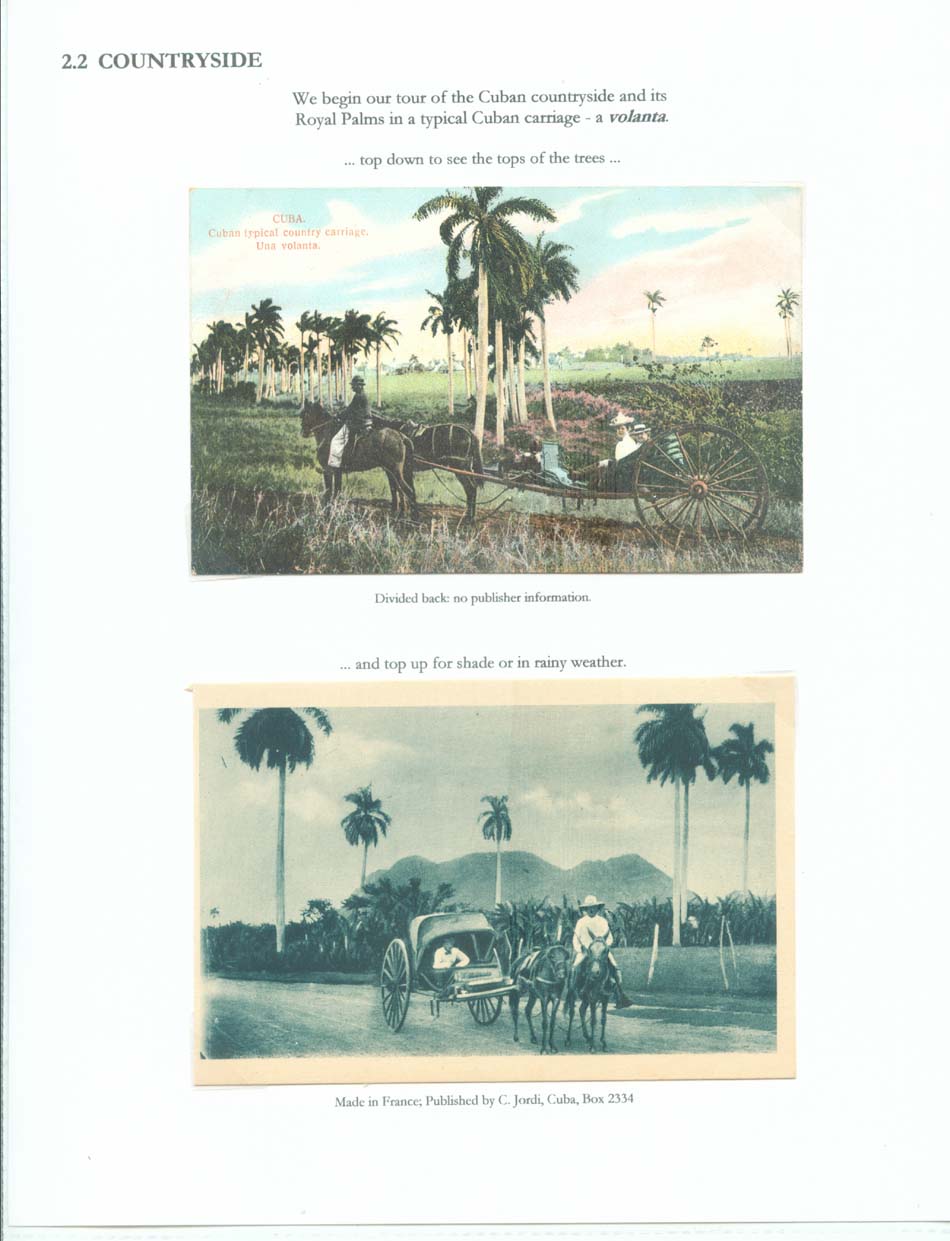 2.2 COUNTRYSIDE
We begin our tour of the Cuban countryside and its
Royal Palms in a typical Cuban carriage - a volanta.
... top down to see the tops of the trees ...
CUBA.
Cuban typical country carriage.
Una volanta.
Divided back: no publisher information.
... and top up for shade or in rainy weather.
Made in France; Published by C. Jordi, Cuba, Box 2334